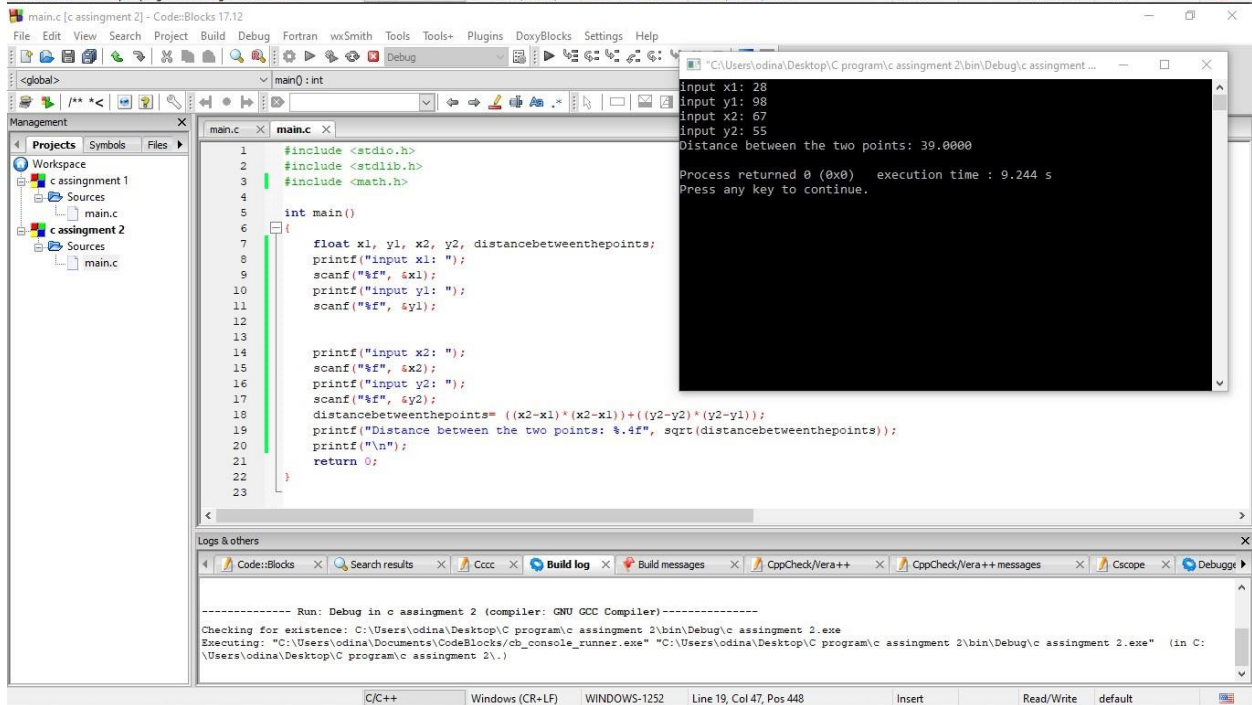 main.c [c assingment 2] - Code::Blocks 17.12
File Edit View Search Project Build Debug Fortran wxSmith Tools Tools+ Plugins DoxyBlocks Settings Help
Debug
<global>
main() : int
/** *<
Management
Projects Symbols Files
Workspace
c assingnment 1
Sources
main.c
c assingment 2
Sources
main.c
main.c
main.c
1 #include <stdio.h>
2 #include <stdlib.h>
3 #include <math.h>
4
5 int main()
6 {
7 float x1, y1, x2, y2, distancebetweenthepoints;
8 printf("input x1: ");
9 scanf("%f", &x1);
10 printf("input y1: ");
11 scanf("%f", &y1);
12
13
14 printf("input x2: ");
15 scanf("%f", &x2);
16 printf("input y2: ");
17 scanf("%f", &y2);
18 distancebetweenthepoints= ((x2-x1)*(x2-x1))+((y2-y2)*(y2-y1));
19 printf("Distance between the two points: %.4f", sqrt(distancebetweenthepoints));
20 printf("\n");
21 return 0;
22 }
23
"C:\Users\odina\Desktop\C program\c assingment 2\bin\Debug\c assingment ...
input x1: 28
input y1: 98
input x2: 67
input y2: 55
Distance between the two points: 39.0000
Process returned 0 (0x0) execution time : 9.244 s
Press any key to continue.
Logs & others
Code::Blocks Search results Cccc Build log Build messages CppCheck/Vera++ CppCheck/Vera++ messages Cscope Debugge
-------------- Run: Debug in c assingment 2 (compiler: GNU GCC Compiler)---------------
Checking for existence: C:\Users\odina\Desktop\C program\c assingment 2\bin\Debug\c assingment 2.exe
Executing: "C:\Users\odina\Documents\CodeBlocks/cb_console_runner.exe" "C:\Users\odina\Desktop\C program\c assingment 2\bin\Debug\c assingment 2.exe" (in C:
\Users\odina\Desktop\C program\c assingment 2\.)
C/C++ Windows (CR+LF) WINDOWS-1252 Line 19, Col 47, Pos 448 Insert Read/Write default